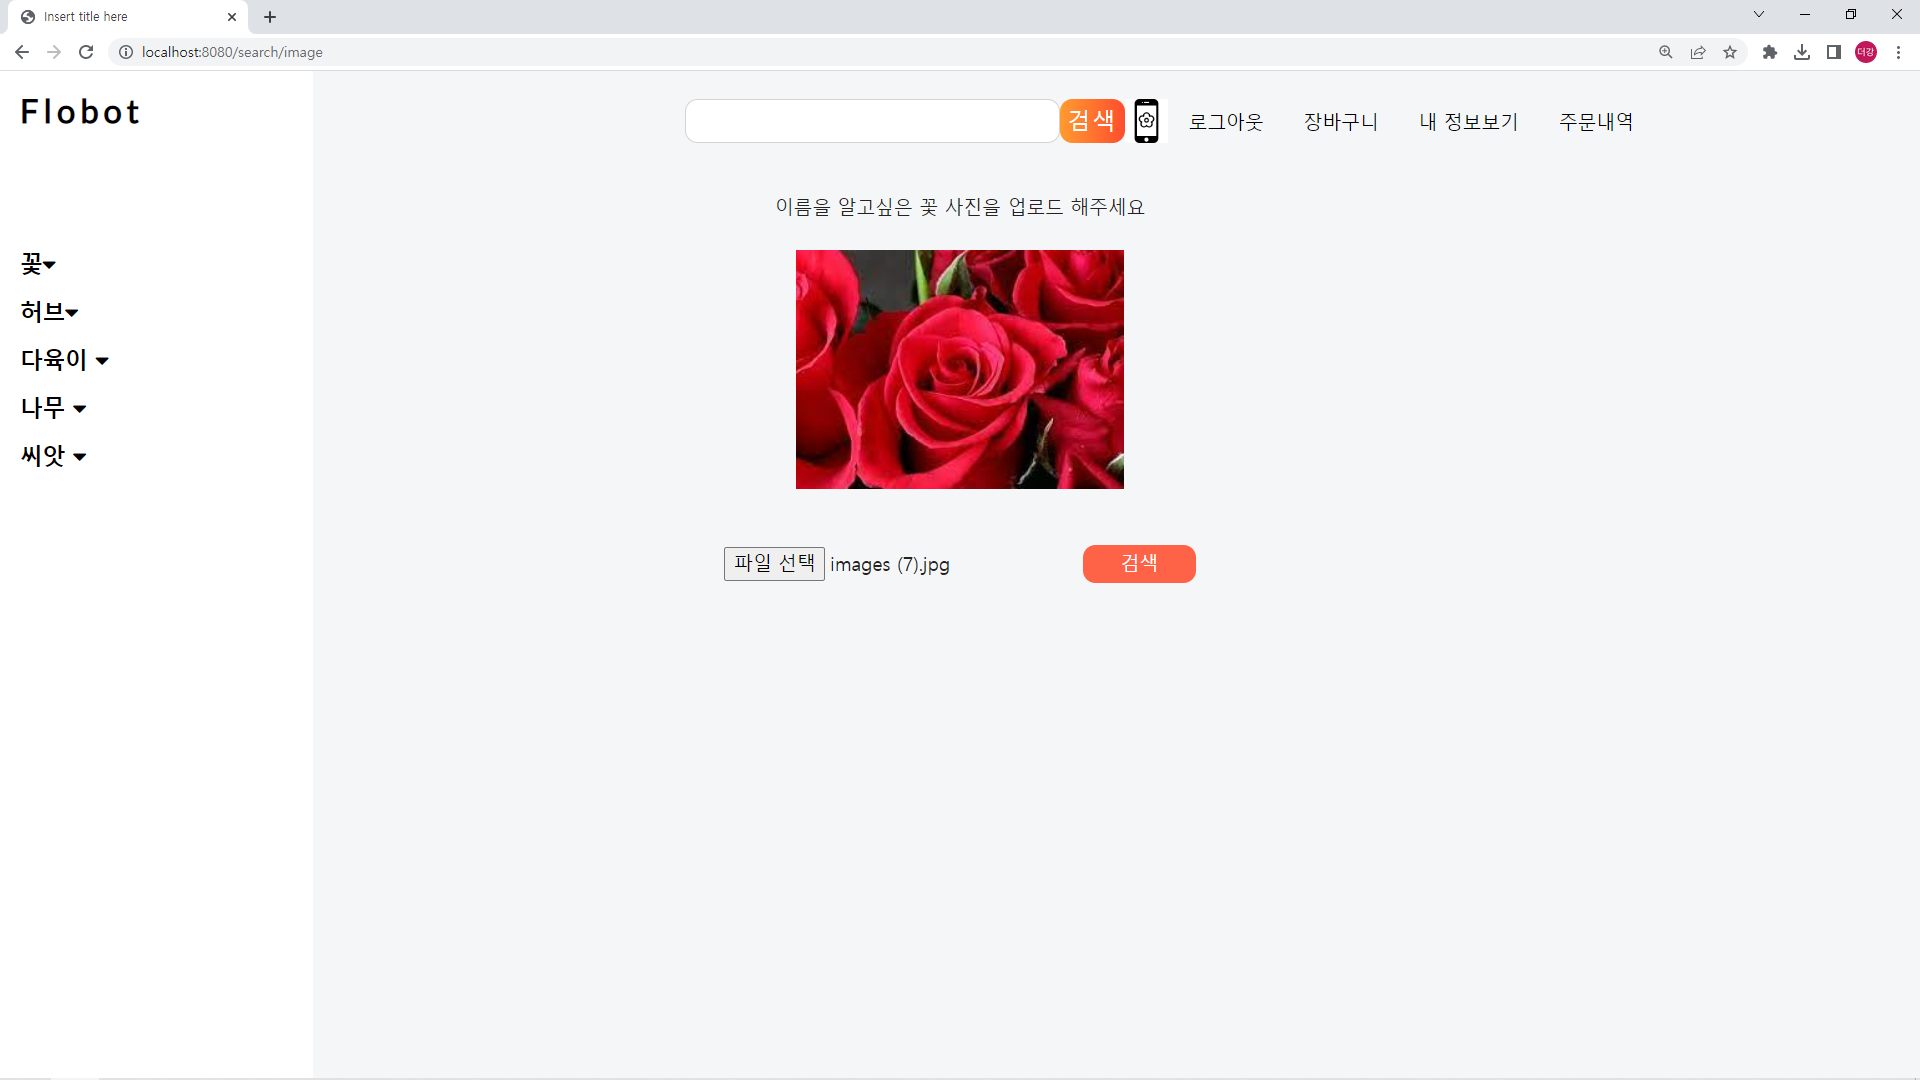 Insert title here
localhost:8080/search/image
더강
Flobot
검색
로그아웃
장바구니
내 정보보기
주문내역
꽃
허브
다육이
나무
씨앗
이름을 알고싶은 꽃 사진을 업로드 해주세요
파일 선택 images (7).jpg
검색